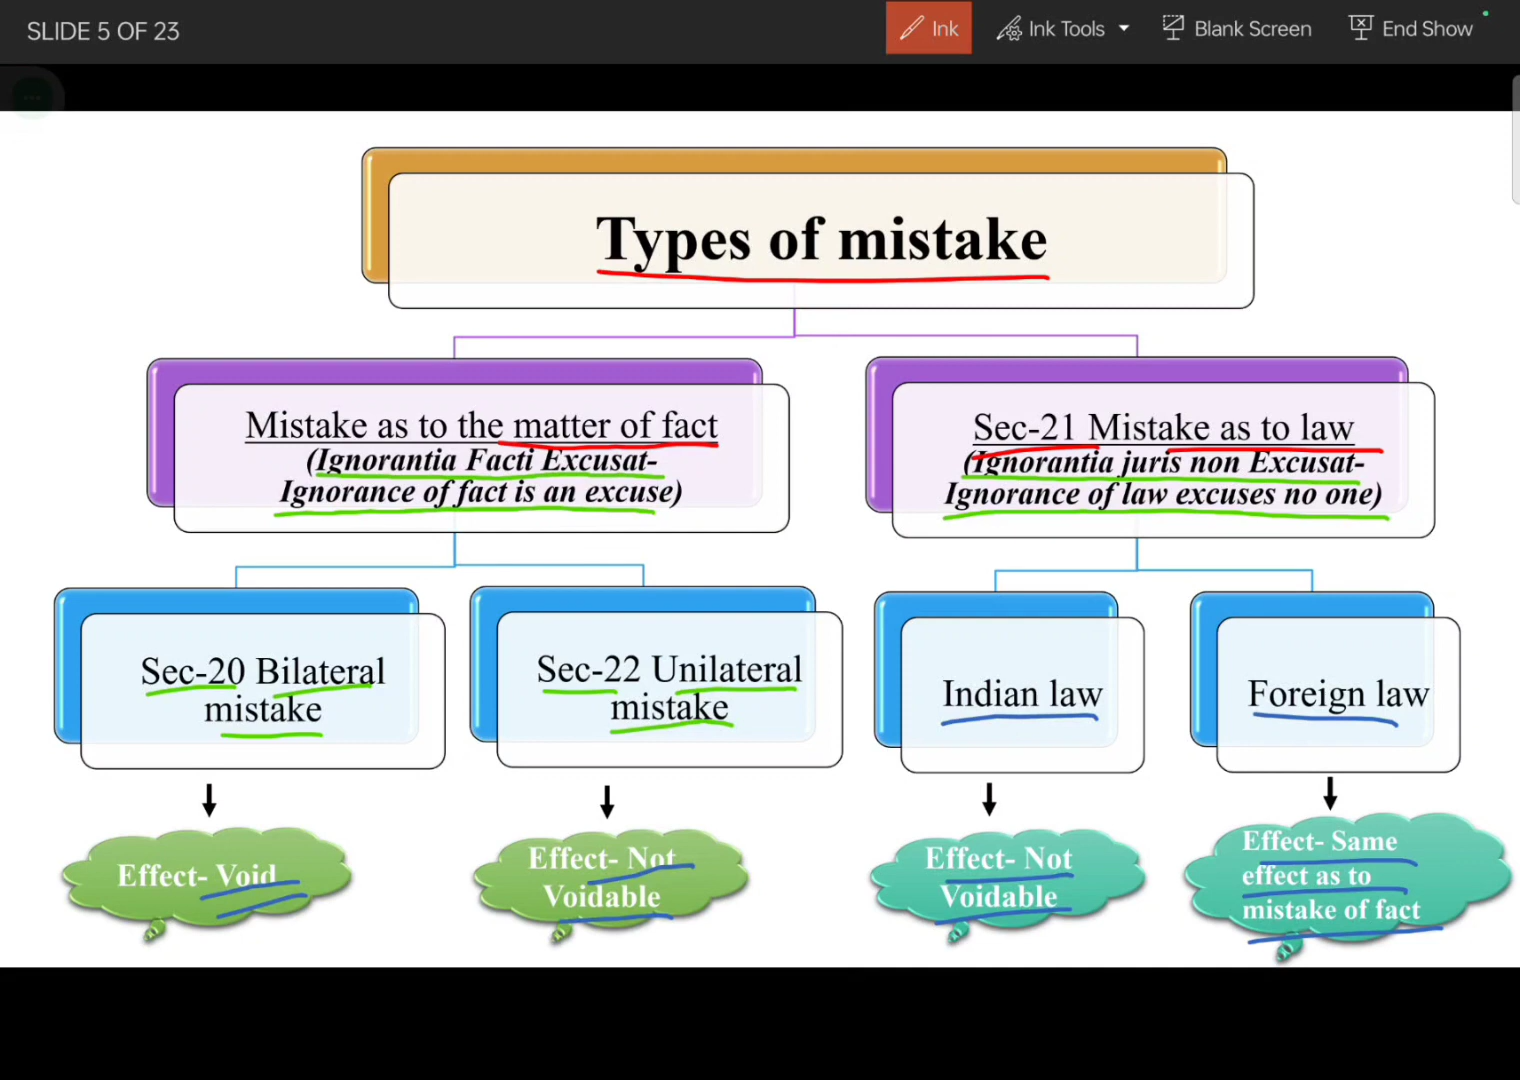 SLIDE 5 OF 23
Ink
Ink Tools
Blank Screen
End Show
Types of mistake
Mistake as to the matter of fact
(Ignorantia Facti Excusat-
Ignorance of fact is an excuse)
Sec-21 Mistake as to law
(Ignorantia juris non Excusat-
Ignorance of law excuses no one)
Sec-20 Bilateral
mistake
Sec-22 Unilateral
mistake
Indian law
Foreign law
Effect- Void
Effect- Not
Voidable
Effect- Not
Voidable
Effect- Same
effect as to
mistake of fact